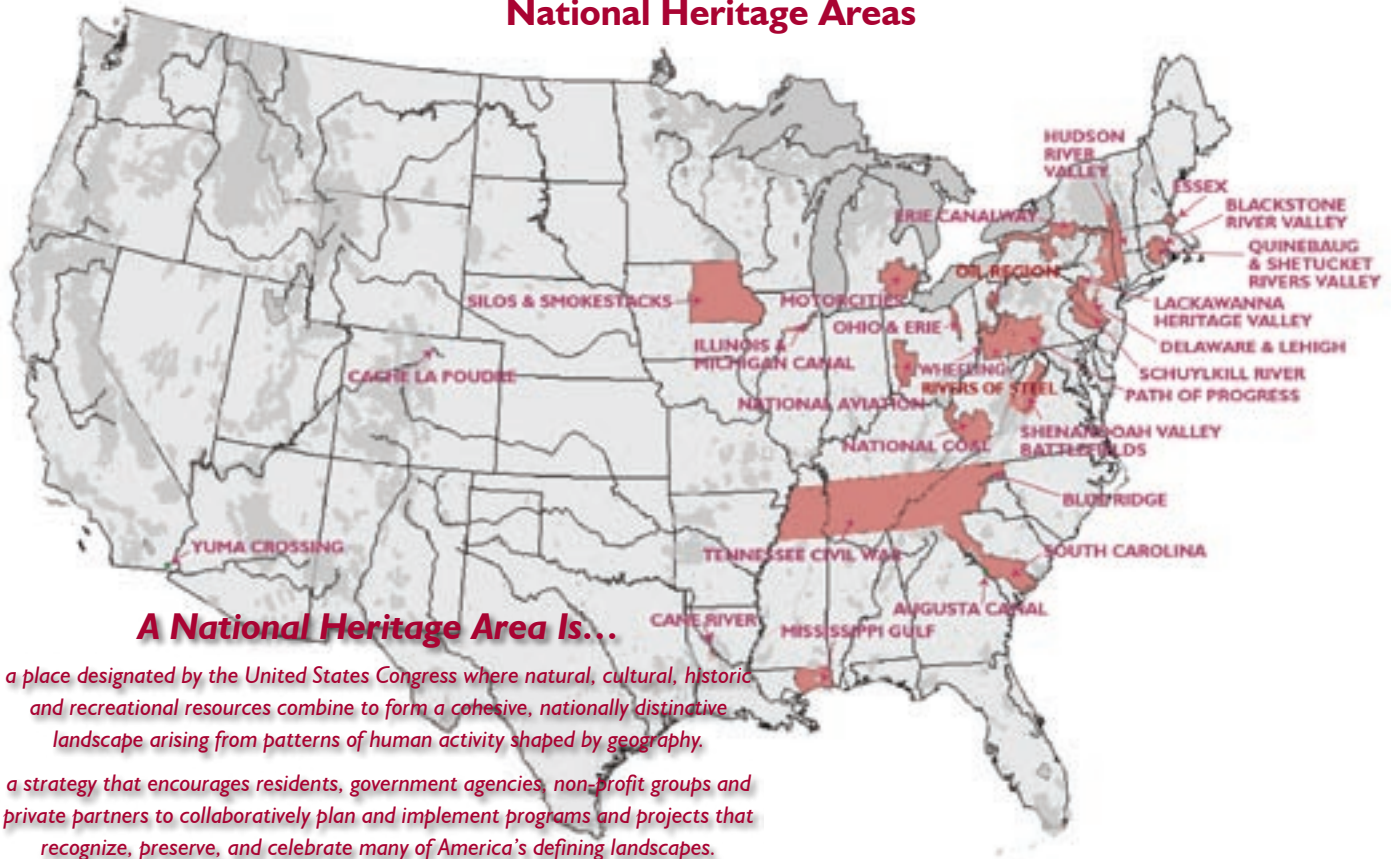 National Heritage Areas
HUDSON
RIVER
VALLEY
ESSEX
BLACKSTONE
RIVER VALLEY
ERIE CANALWAY
QUINEBAUG
& SHETUCKET
RIVERS VALLEY
OIL REGION
SILOS & SMOKESTACKS
MOTORCITIES
LACKAWANNA
HERITAGE VALLEY
OHIO & ERIE
ILLINOIS &
MICHIGAN CANAL
DELAWARE & LEHIGH
CACHE LA POUDRE
WHEELING
SCHUYLKILL RIVER
RIVERS OF STEEL
PATH OF PROGRESS
NATIONAL AVIATION
NATIONAL COAL
SHENANDOAH VALLEY
BATTLEFIELDS
BLUE RIDGE
YUMA CROSSING
TENNESSEE CIVIL WAR
SOUTH CAROLINA
AUGUSTA CANAL
CANE RIVER
MISSISSIPPI GULF
A National Heritage Area Is…
a place designated by the United States Congress where natural, cultural, historic
and recreational resources combine to form a cohesive, nationally distinctive
landscape arising from patterns of human activity shaped by geography.
a strategy that encourages residents, government agencies, non-profit groups and
private partners to collaboratively plan and implement programs and projects that
recognize, preserve, and celebrate many of America's defining landscapes.